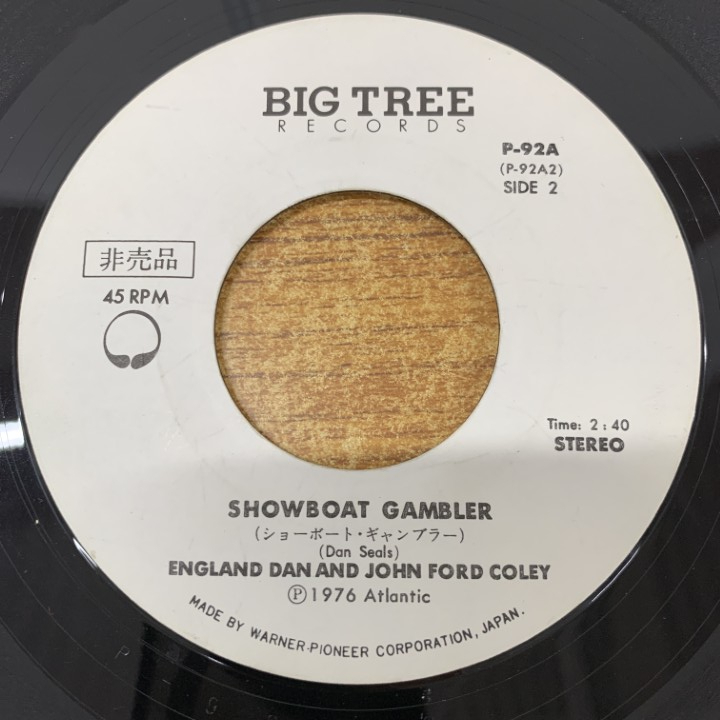 BIG TREE
RECORDS
P-92A
(P-92A2)
SIDE 2
非売品
45 RPM
Time: 2:40
STEREO
SHOWBOAT GAMBLER
(ショーボート・ギャンブラー)
(Dan Seals)
ENGLAND DAN AND JOHN FORD COLEY
Ⓟ1976 Atlantic
MADE BY WARNER-PIONEER CORPORATION, JAPAN.